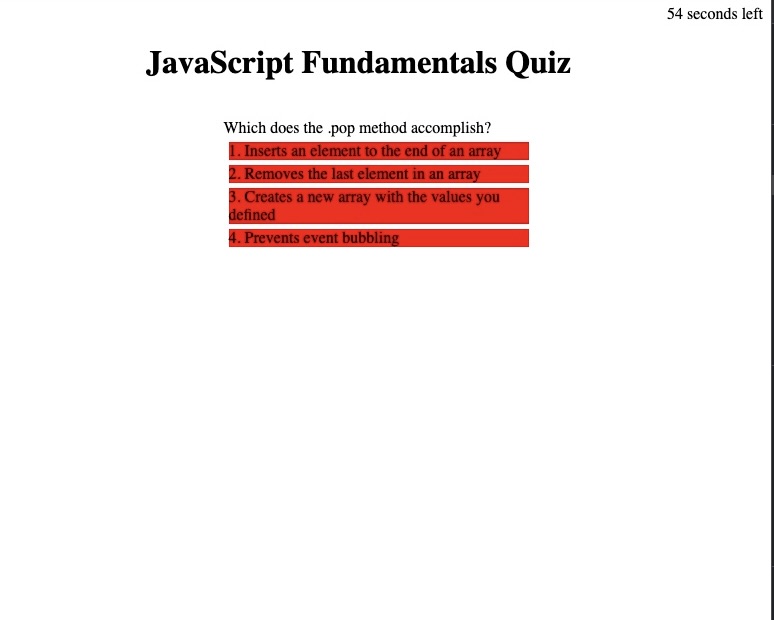 54 seconds left
JavaScript Fundamentals Quiz
Which does the .pop method accomplish?
1. Inserts an element to the end of an array
2. Removes the last element in an array
3. Creates a new array with the values you
defined
4. Prevents event bubbling